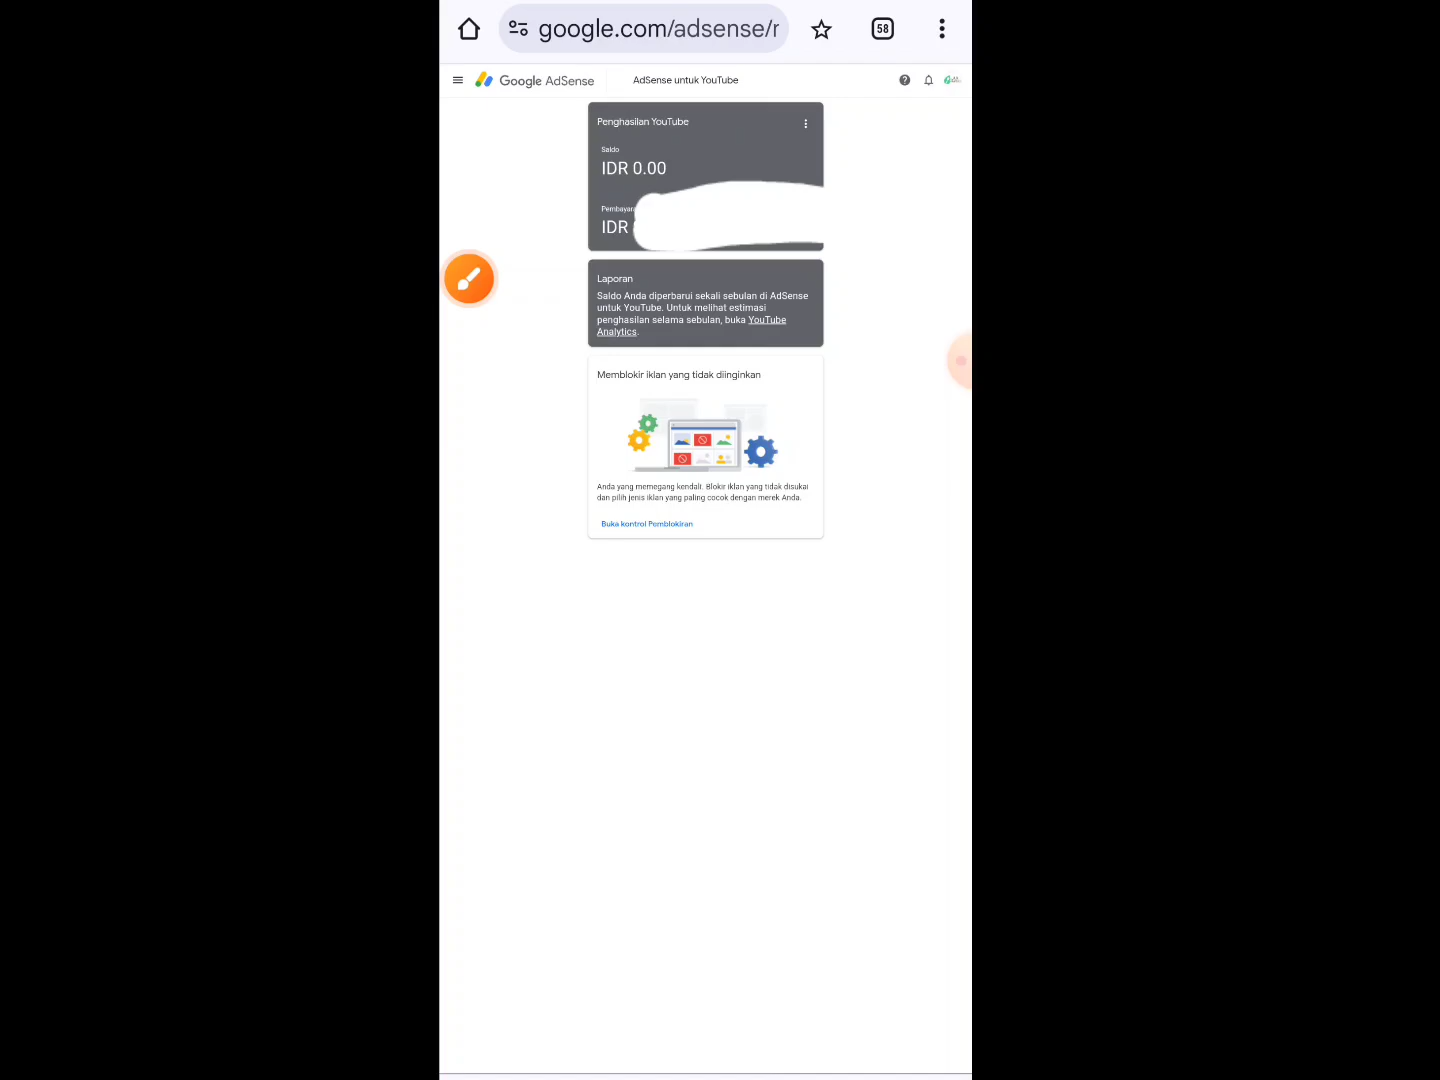 google.com/adsense/r
58
Google AdSense
AdSense untuk YouTube
Penghasilan YouTube
Saldo
IDR 0.00
IDR
Laporan
Saldo Anda diperbarui sekali sebulan di AdSense
untuk YouTube. Untuk melihat estimasi
penghasilan selama sebulan, buka YouTube
Analytics.
Memblokir iklan yang tidak diinginkan
Anda yang memegang kendali. Blokir iklan yang tidak disukai
dan pilih jenis iklan yang paling cocok dengan merek Anda.
Buka kontrol Pemblokiran